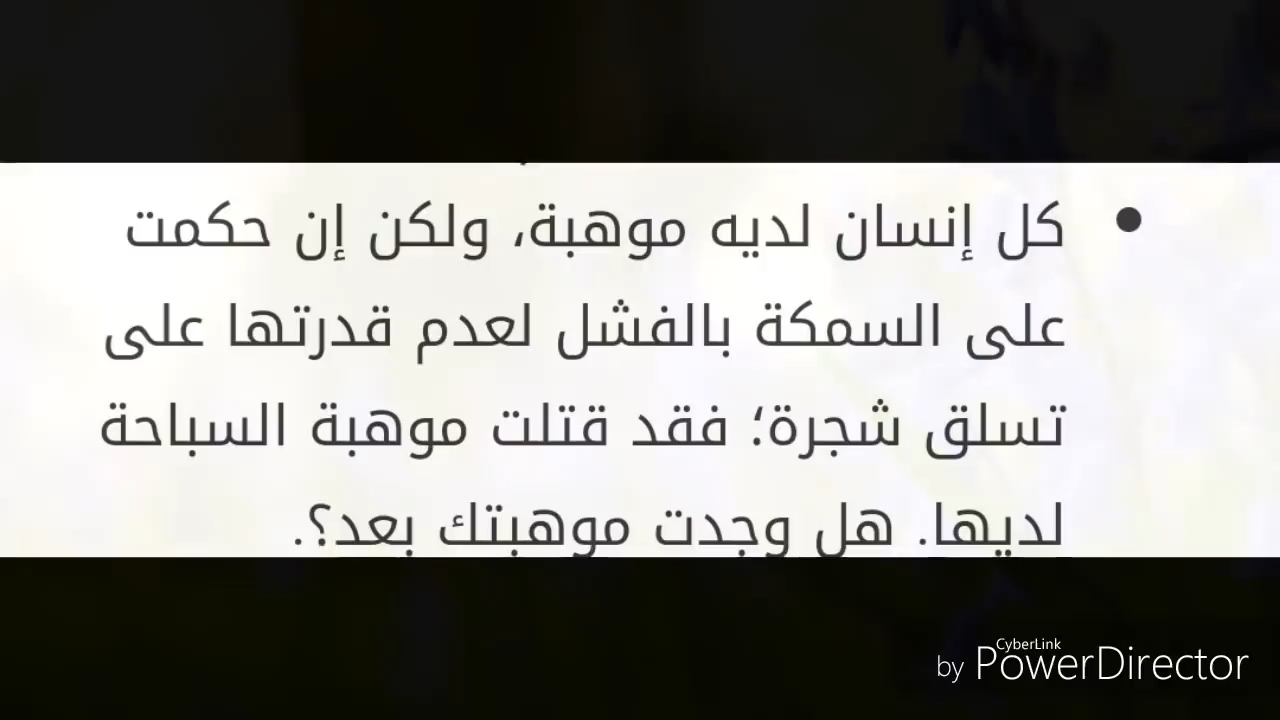 • كل إنسان لديه موهبة، ولكن إن حكمت
على السمكة بالفشل لعدم قدرتها على
تسلق شجرة؛ فقد قتلت موهبة السباحة
لديها. هل وجدت موهبتك بعد؟.
CyberLink
by PowerDirector